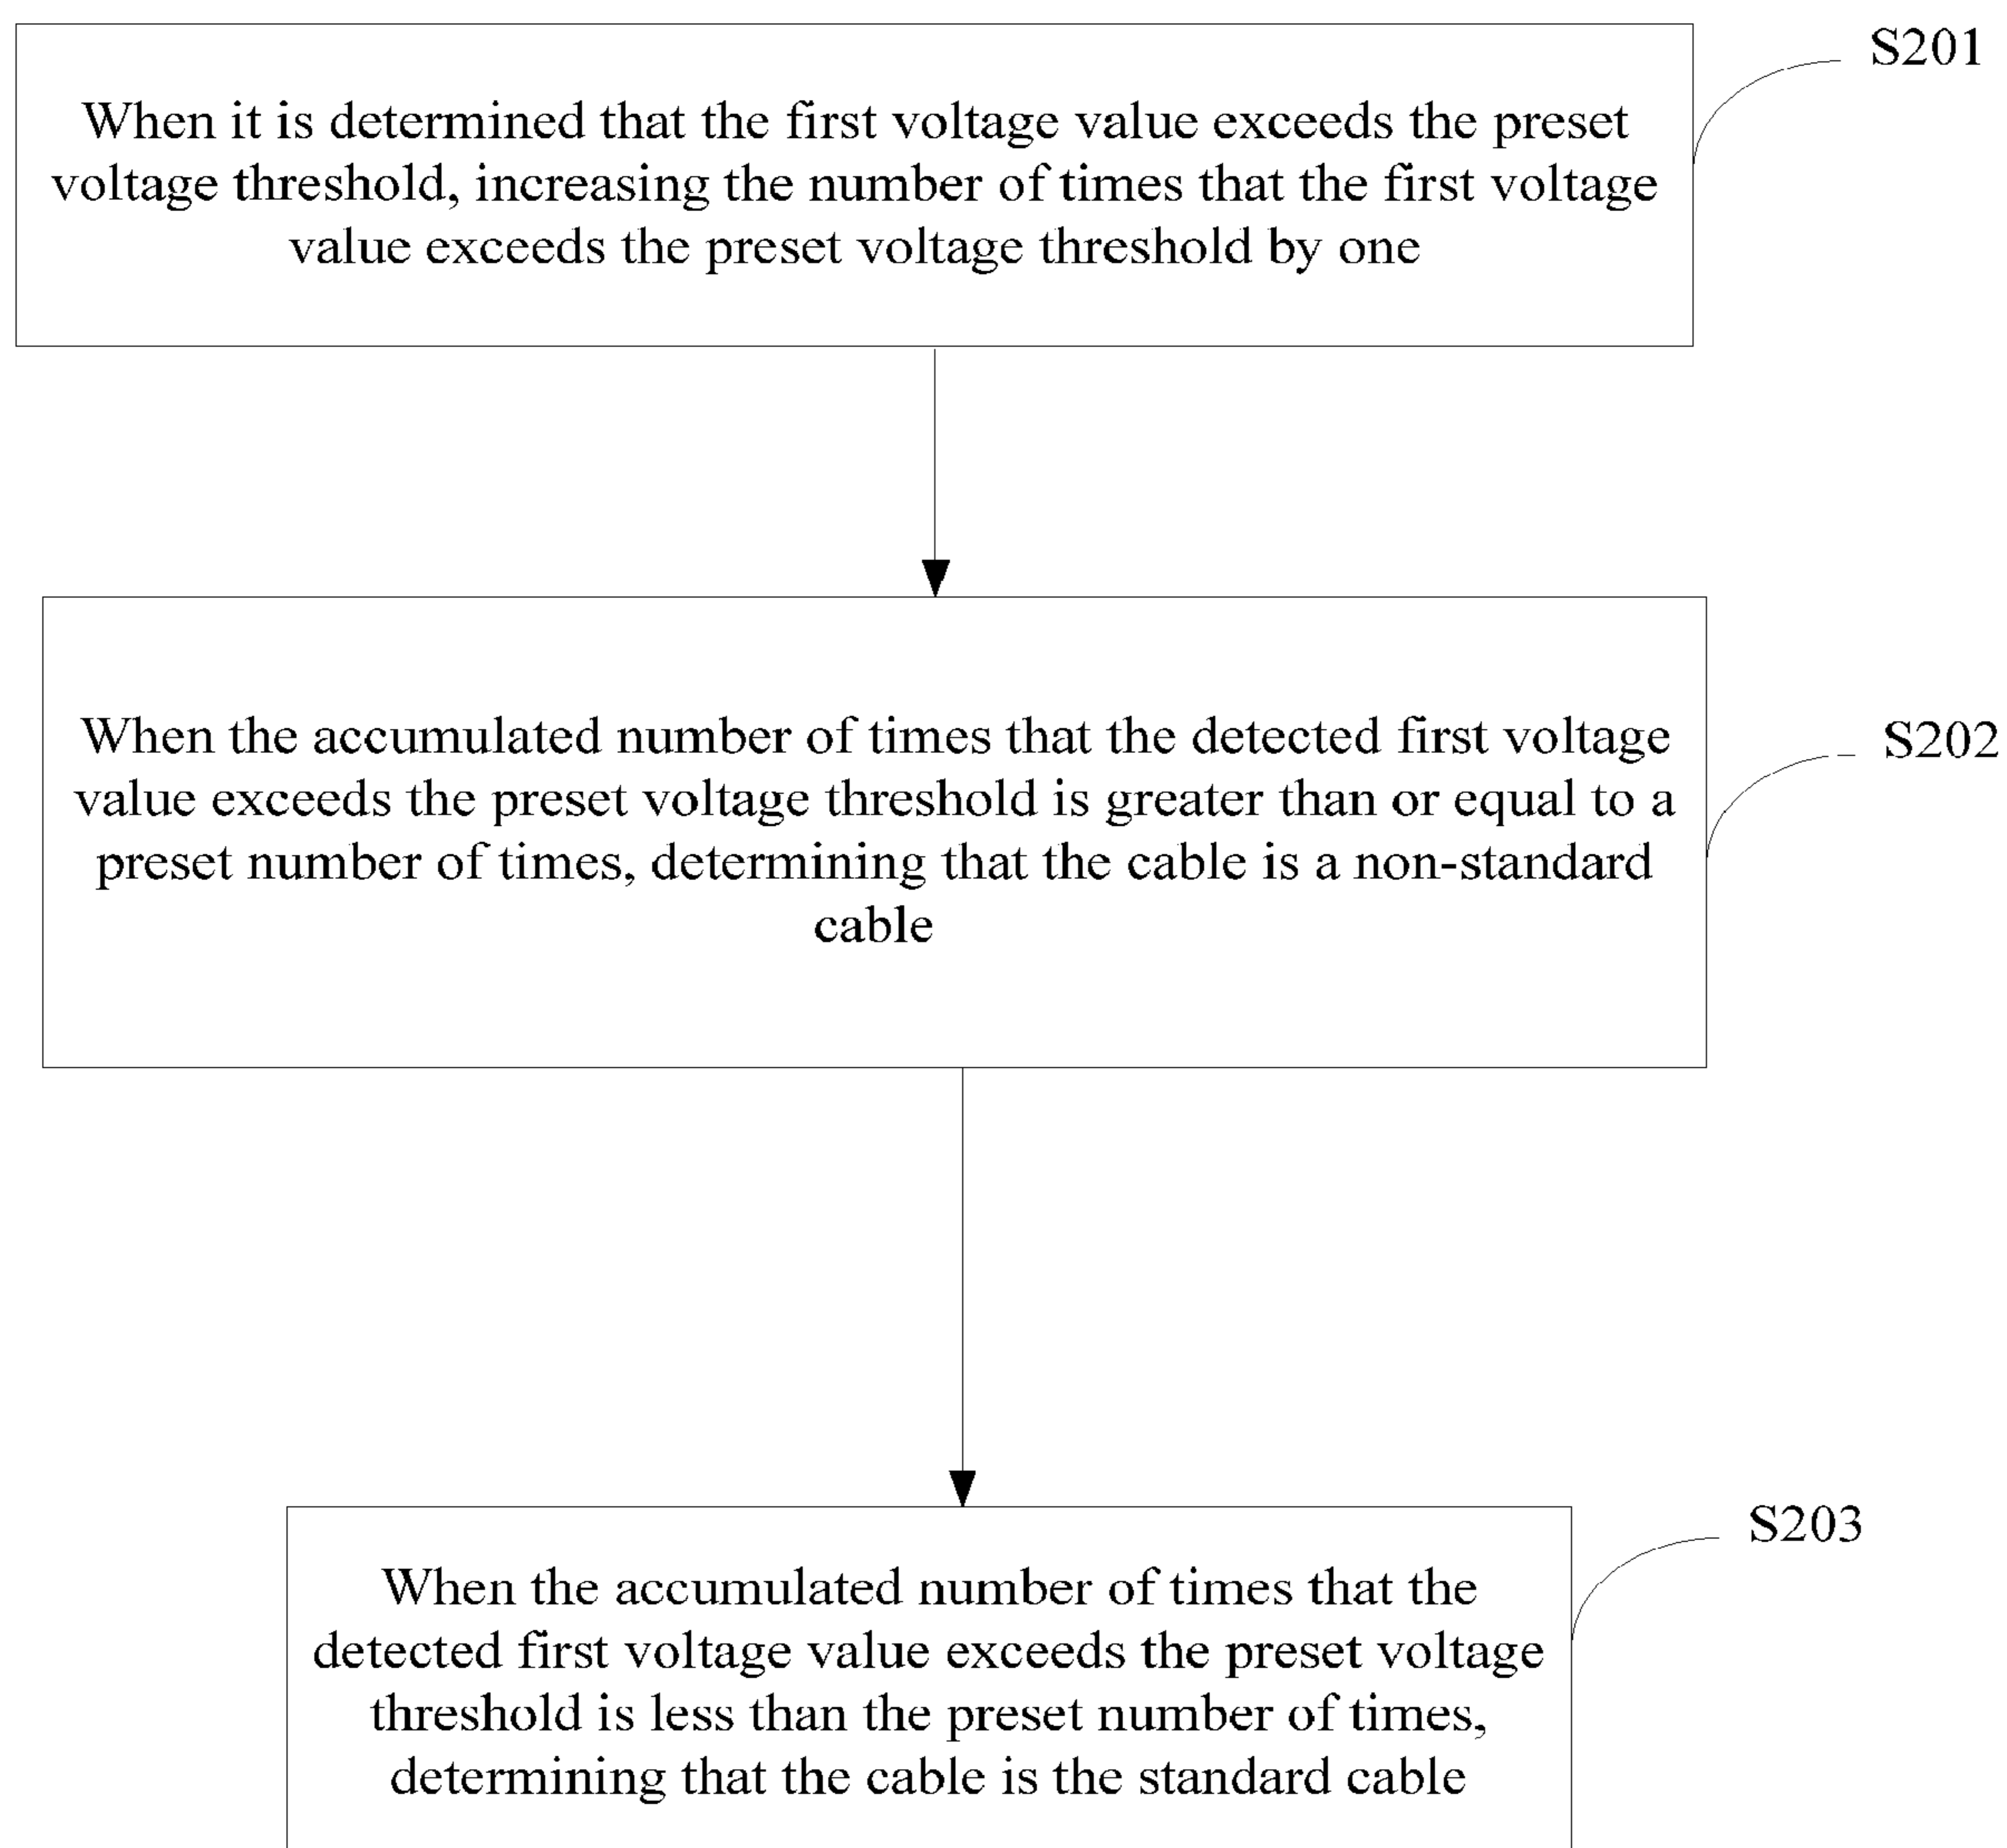 S201
When it is determined that the first voltage value exceeds the preset
voltage threshold, increasing the number of times that the first voltage
value exceeds the preset voltage threshold by one
S202
When the accumulated number of times that the detected first voltage
value exceeds the preset voltage threshold is greater than or equal to a
preset number of times, determining that the cable is a non-standard
cable
S203
When the accumulated number of times that the
detected first voltage value exceeds the preset voltage
threshold is less than the preset number of times,
determining that the cable is the standard cable